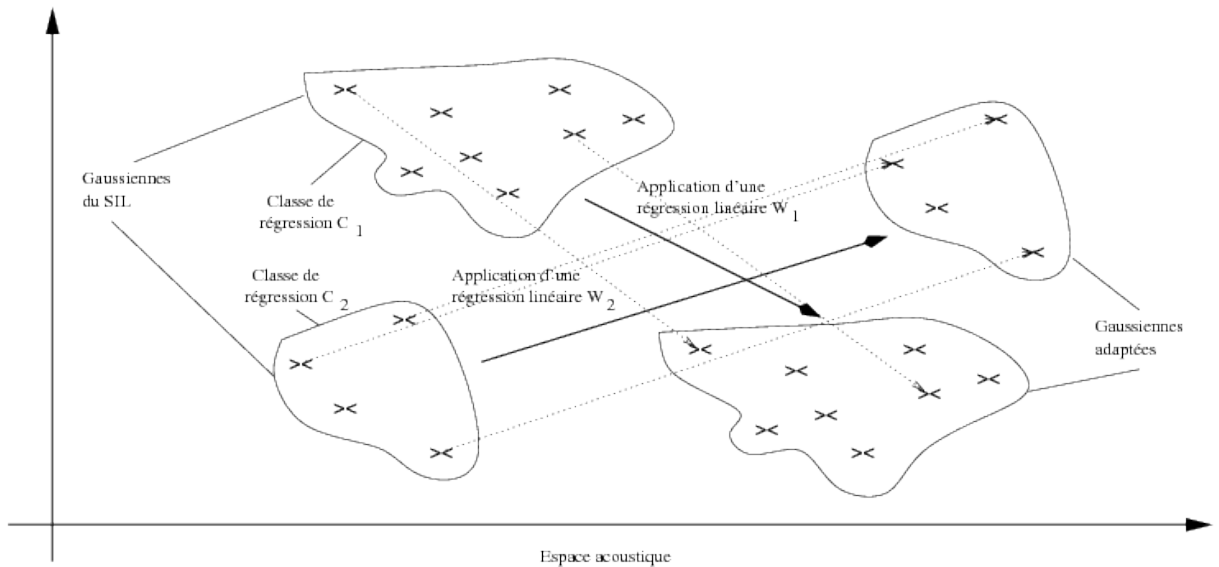 Gaussiennes
du SIL
Classe de
régression C 1
Application d'une
régression linéaire W 1
Classe de
régression C 2
Application d'une
régression linéaire W 2
Gaussiennes
adaptées
Espace acoustique